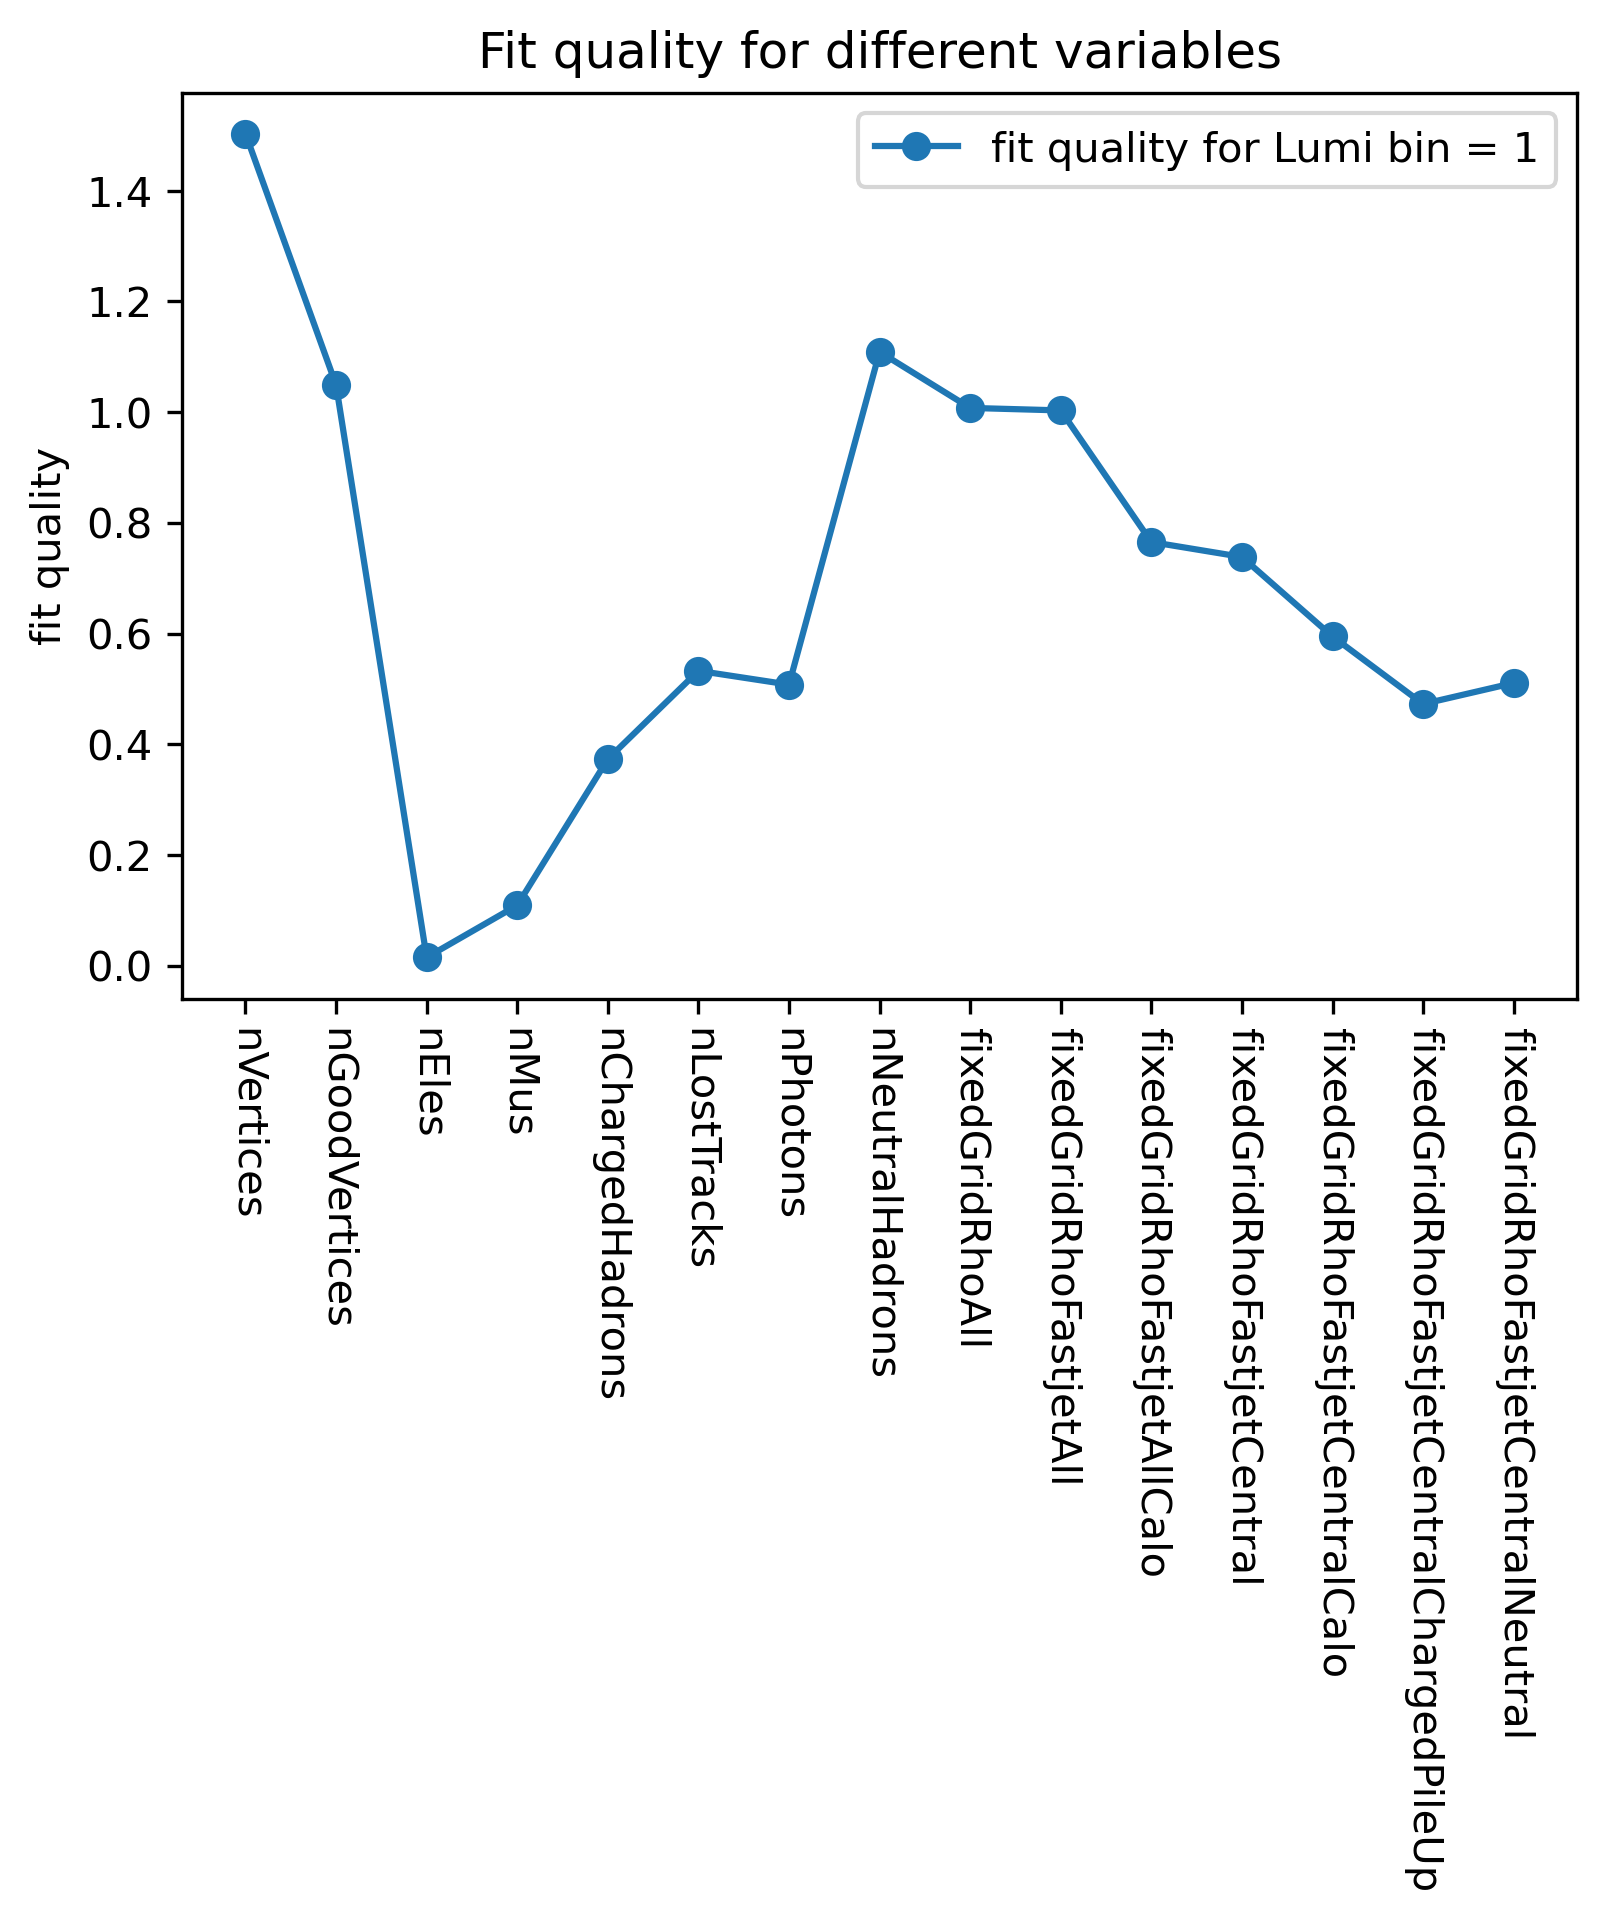 Fit quality for different variables
fit quality for Lumi bin = 1
fit quality
1.4
1.2
1.0
0.8
0.6
0.4
0.2
0.0
nVertices
nGoodVertices
nEles
nMus
nChargedHadrons
nLostTracks
nPhotons
nNeutralHadrons
fixedGridRhoAll
fixedGridRhoFastjetAll
fixedGridRhoFastjetAllCalo
fixedGridRhoFastjetCentral
fixedGridRhoFastjetCentralCalo
fixedGridRhoFastjetCentralChargedPileUp
fixedGridRhoFastjetCentralNeutral